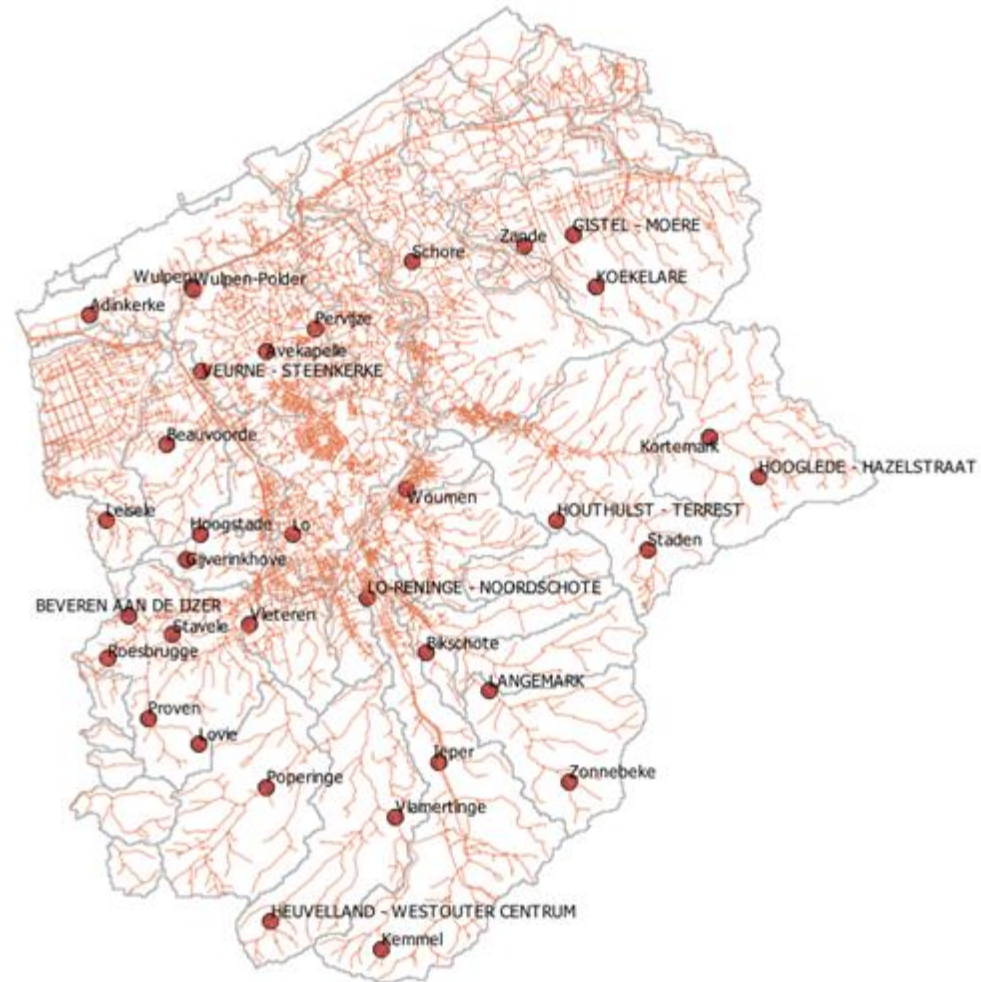 GISTEL - MOERE
Zande
Schore
KOEKELARE
Wulpen
Wulpen-Polder
Adinkerke
Pervijze
Avekapelle
VEURNE - STEENKERKE
Beauvoorde
Kortemark
HOOGLEDE - HAZELSTRAAT
Woumen
Leisele
HOUTHULST - TERREST
Hoogstade
Lo
Staden
Gijverinkhove
LO-RENINGE - NOORDSCHOTE
BEVEREN AAN DE IJZER
Vleteren
Stavele
Bikschote
Roesbrugge
LANGEMARK
Proven
Lovie
Ieper
Zonnebeke
Poperinge
Vlamertinge
HEUVELLAND - WESTOUTER CENTRUM
Kemmel